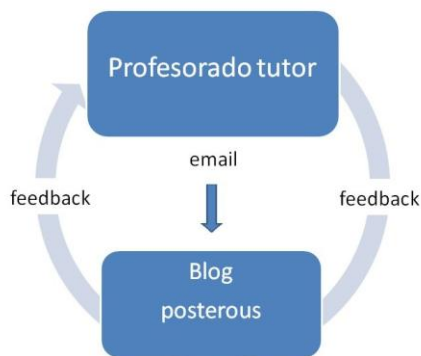 Profesorado tutor
email
feedback
feedback
Blog
posterous